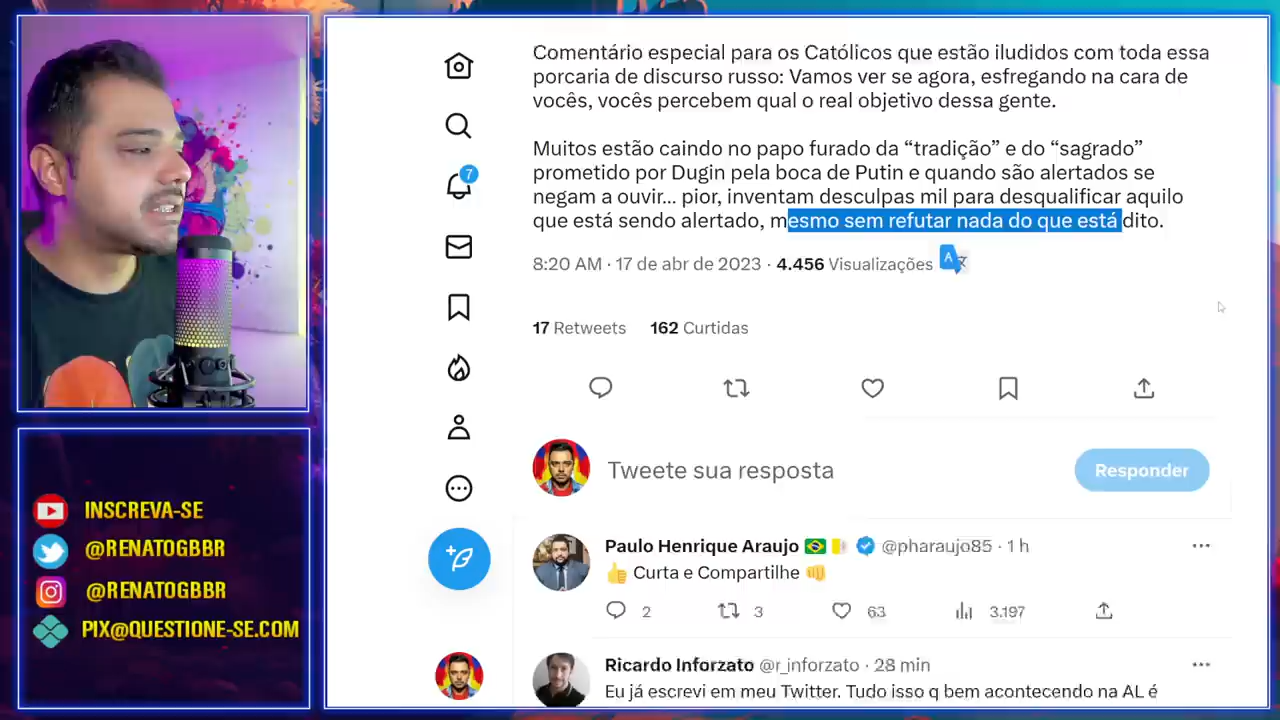 Comentário especial para os Católicos que estão iludidos com toda essa
porcaria de discurso russo: Vamos ver se agora, esfregando na cara de
vocês, vocês percebem qual o real objetivo dessa gente.
Muitos estão caindo no papo furado da “tradição” e do “sagrado”
prometido por Dugin pela boca de Putin e quando são alertados se
negam a ouvir... pior, inventam desculpas mil para desqualificar aquilo
que está sendo alertado, mesmo sem refutar nada do que está dito.
8:20 AM · 17 de abr de 2023 · 4.456 Visualizações
17 Retweets 162 Curtidas
7
Tweete sua resposta
Responder
Paulo Henrique Araujo @pharaujo85 · 1 h
Curta e Compartilhe
2 3 63 3.197
Ricardo Inforzato @r_inforzato · 28 min
Eu já escrevi em meu Twitter. Tudo isso q bem acontecendo na AL é
INSCREVA-SE
@RENATOGBBR
@RENATOGBBR
PIX@QUESTIONE-SE.COM